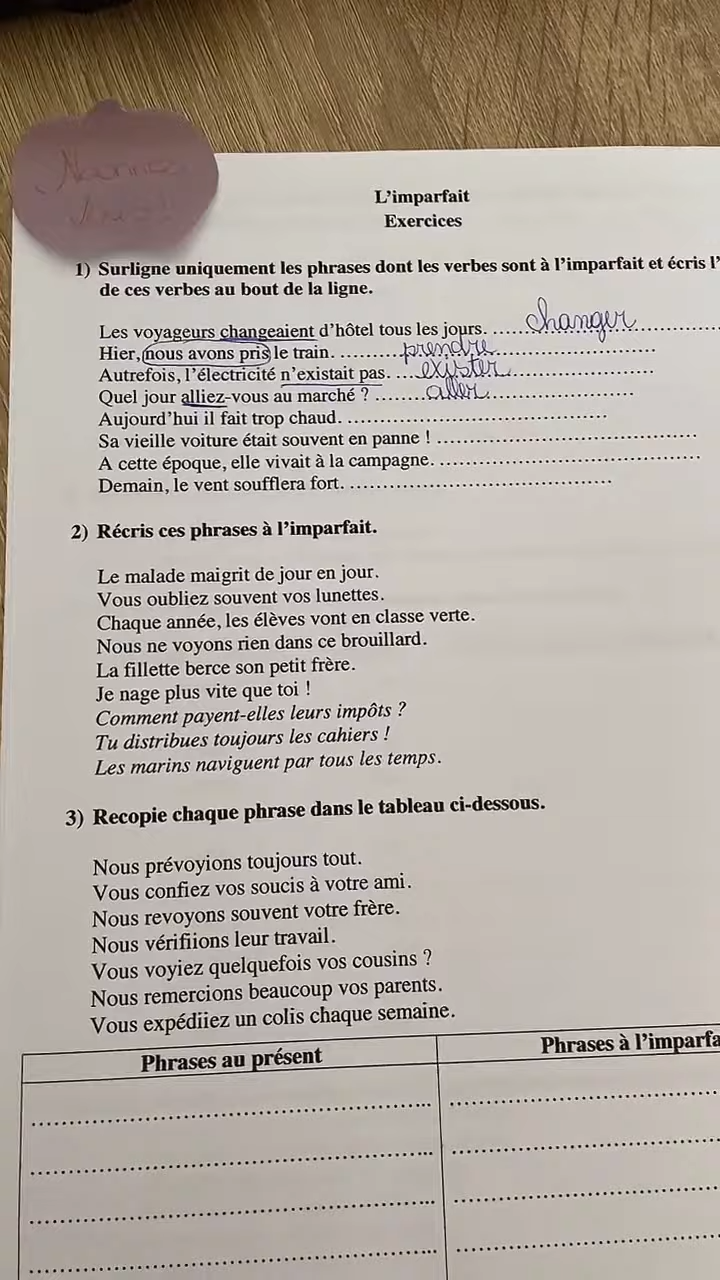 L'imparfait
Exercices
1) Surligne uniquement les phrases dont les verbes sont à l'imparfait et écris l'
de ces verbes au bout de la ligne.
Les voyageurs changeaient d'hôtel tous les jours. ..... changer .....
Hier, nous avons pris le train. ..... prendre .....
Autrefois, l'électricité n'existait pas. ..... exister .....
Quel jour alliez-vous au marché ? ..... aller .....
Aujourd'hui il fait trop chaud. .....
Sa vieille voiture était souvent en panne ! .....
A cette époque, elle vivait à la campagne. .....
Demain, le vent soufflera fort. .....
2) Récris ces phrases à l'imparfait.
Le malade maigrit de jour en jour.
Vous oubliez souvent vos lunettes.
Chaque année, les élèves vont en classe verte.
Nous ne voyons rien dans ce brouillard.
La fillette berce son petit frère.
Je nage plus vite que toi !
Comment payent-elles leurs impôts ?
Tu distribues toujours les cahiers !
Les marins naviguent par tous les temps.
3) Recopie chaque phrase dans le tableau ci-dessous.
Nous prévoyions toujours tout.
Vous confiez vos soucis à votre ami.
Nous revoyons souvent votre frère.
Nous vérifiions leur travail.
Vous voyiez quelquefois vos cousins ?
Nous remercions beaucoup vos parents.
Vous expédiiez un colis chaque semaine.
Phrases au présent Phrases à l'imparfa